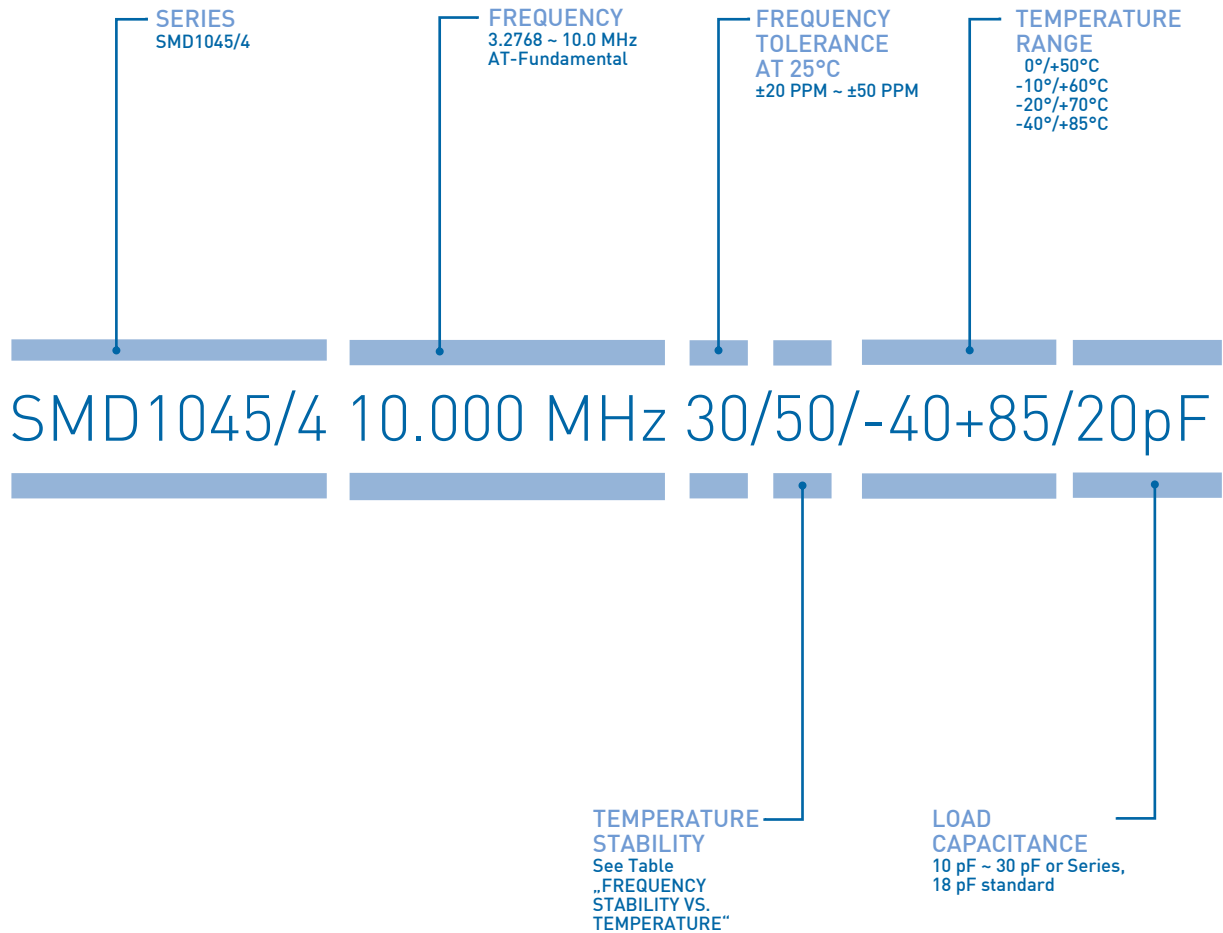 SERIES
SMD1045/4
FREQUENCY
3.2768 ~ 10.0 MHz
AT-Fundamental
FREQUENCY
TOLERANCE
AT 25°C
±20 PPM ~ ±50 PPM
TEMPERATURE
RANGE
0°/+50°C
-10°/+60°C
-20°/+70°C
-40°/+85°C
SMD1045/4 10.000 MHz 30/50/-40+85/20pF
TEMPERATURE
STABILITY
See Table
„FREQUENCY
STABILITY VS.
TEMPERATURE“
LOAD
CAPACITANCE
10 pF ~ 30 pF or Series,
18 pF standard